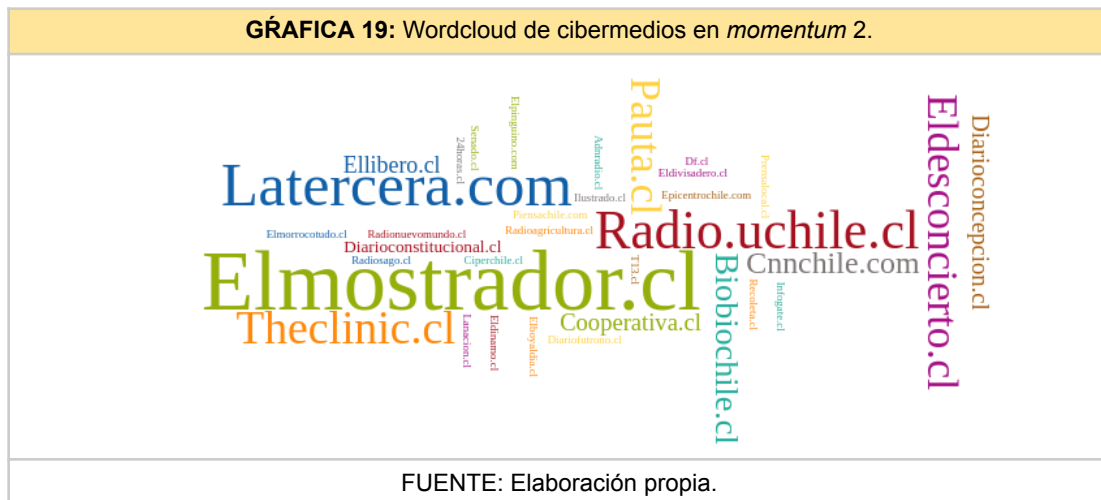 GŔAFICA 19: Wordcloud de cibermedios en momentum 2.
Elmostrador.cl
Latercera.com
Radio.uchile.cl
Eldesconcierto.cl
Theclinic.cl
Pauta.cl
Biobiochile.cl
Cnnchile.com
Diarioconcepcion.cl
Cooperativa.cl
Ellibero.cl
Diarioconstitucional.cl
Elpinguino.com
Senado.cl
24horas.cl
Adnradio.cl
Ilustrado.cl
Df.cl
Eldivisadero.cl
Epicentrochile.com
Piensachile.com
Radioagricultura.cl
Elmorrocotudo.cl
Radionuevomundo.cl
Radiosago.cl
Ciperchile.cl
T13.cl
Recoleta.cl
Infogate.cl
Lanacion.cl
Eldinamo.cl
Elhoyaldia.cl
Diariofutrono.cl
FUENTE: Elaboración propia.